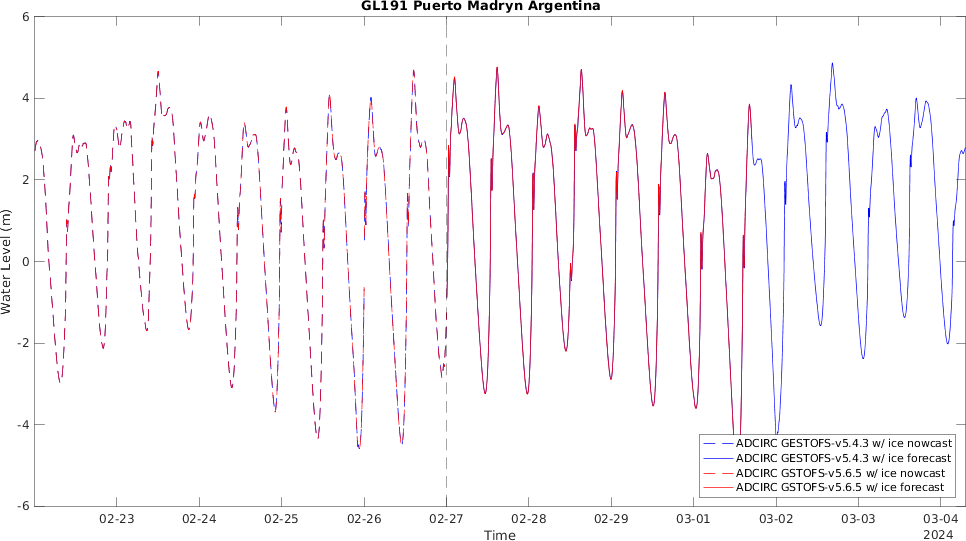 GL191 Puerto Madryn Argentina
6
4
2
0
-2
-4
-6
Water Level (m)
ADCIRC GESTOFS-v5.4.3 w/ ice nowcast
ADCIRC GESTOFS-v5.4.3 w/ ice forecast
ADCIRC GSTOFS-v5.6.5 w/ ice nowcast
ADCIRC GSTOFS-v5.6.5 w/ ice forecast
02-23 02-24 02-25 02-26 02-27 02-28 02-29 03-01 03-02 03-03 03-04
Time
2024